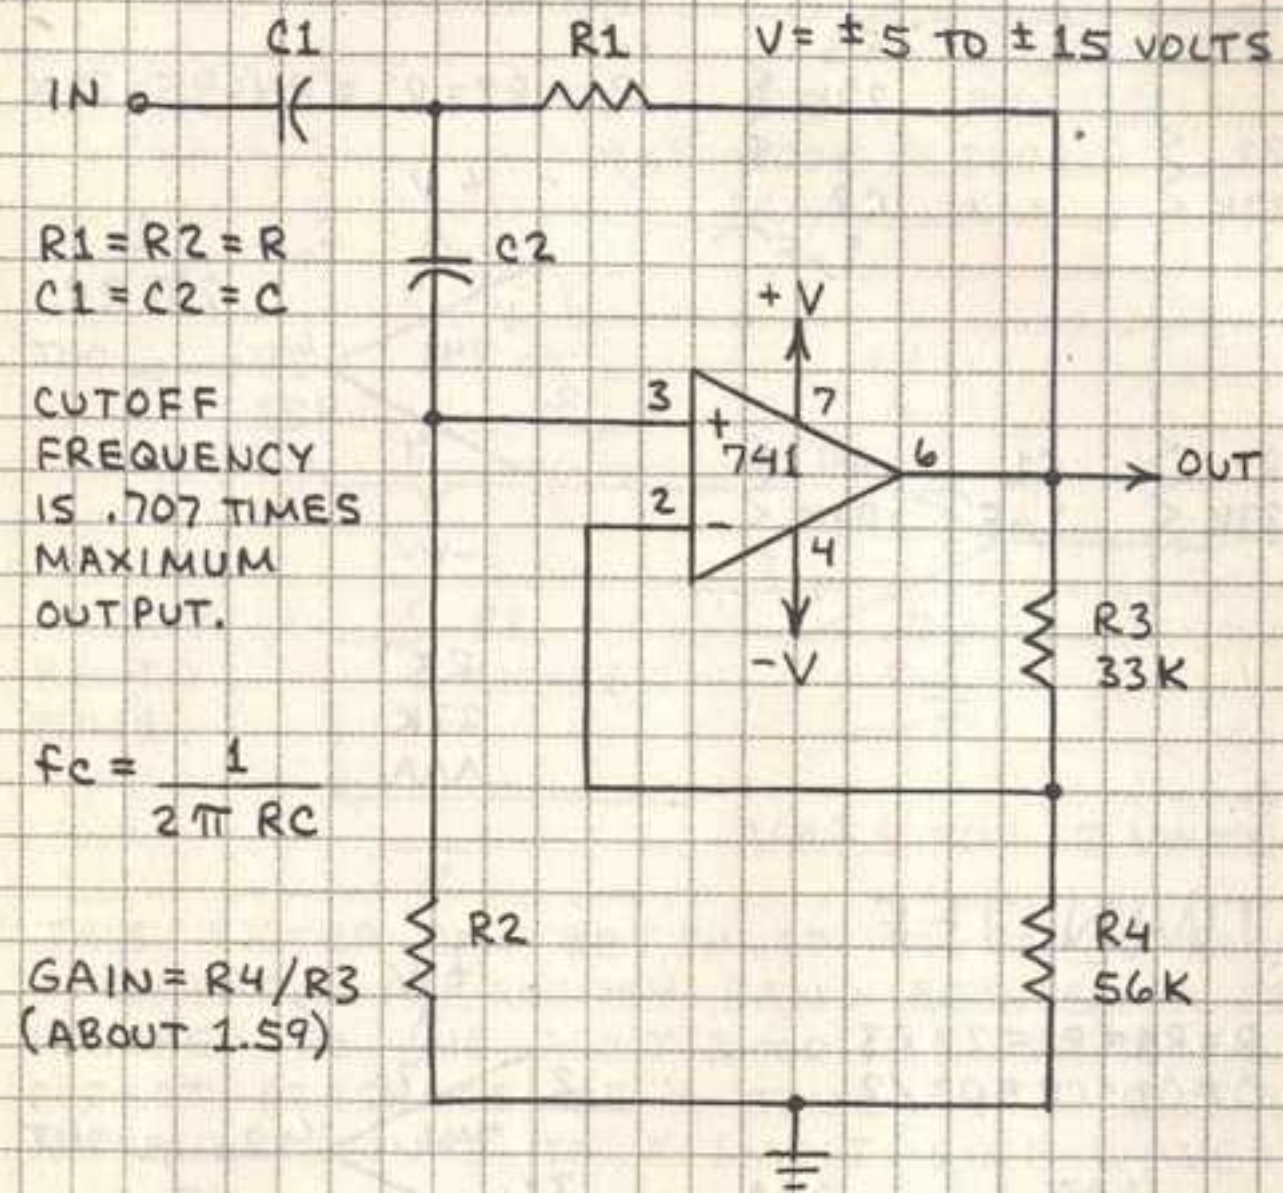 C1
R1
V = ± 5 TO ± 15 VOLTS
IN
R1 = R2 = R
C1 = C2 = C
C2
+V
CUTOFF
FREQUENCY
IS .707 TIMES
MAXIMUM
OUTPUT.
3
+
7
741
6
OUT
2
-
4
-V
R3
33K
fc = 1
2 π RC
R2
R4
56K
GAIN = R4/R3
(ABOUT 1.59)